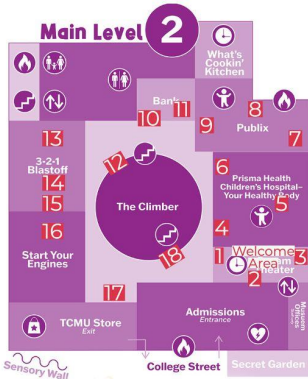 Main Level 2
What's
Cookin'
Kitchen
Bank
11
10
8
9
Publix
7
13
3-2-1
Blastoff
14
15
12
6
Prisma Health
Children's Hospital-
Your Healthy Body
5
The Climber
16
Start Your
Engines
4
18
1
Welcome
Area
3
Theater
2
17
TCMU Store
Exit
Admissions
Entrance
Museum
Offices
Sensory Wall
College Street
Secret Garden